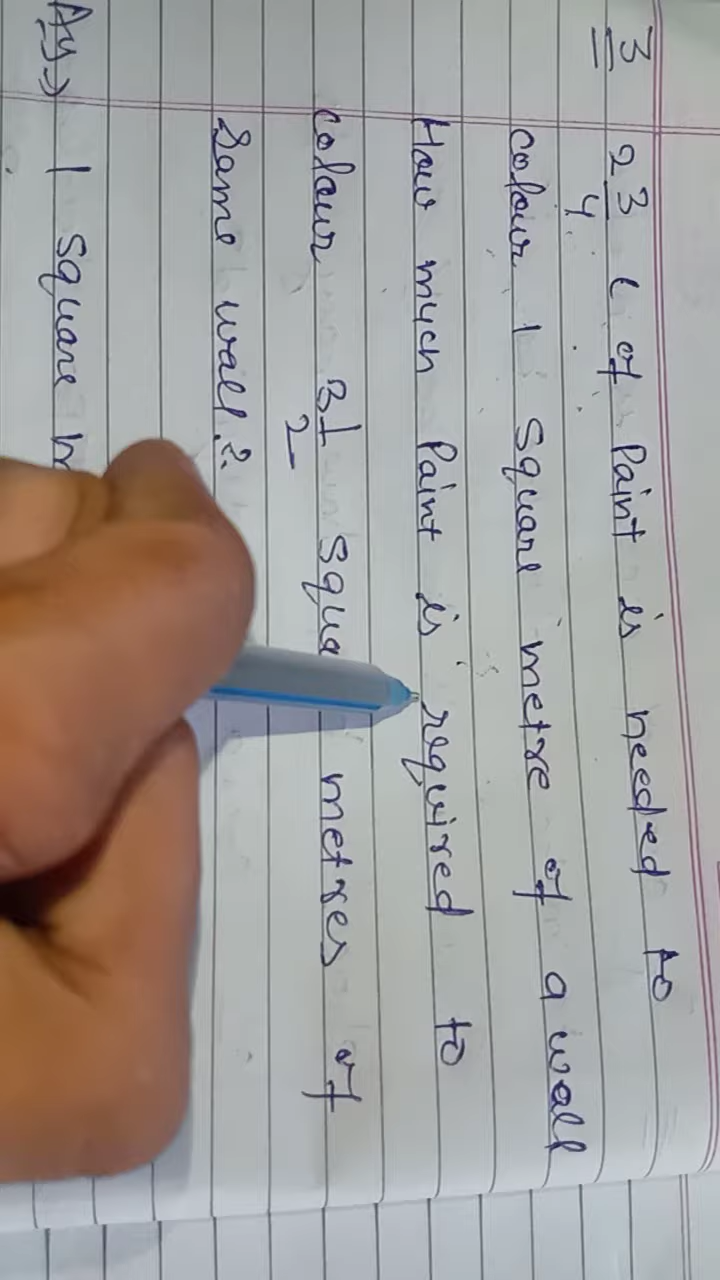 3 2 3/4 l of Paint is needed to
colour 1 square metre of a wall
How much Paint is required to
colour 3 1/2 squa metres of
Same wall ?
Ay⇒ 1 square